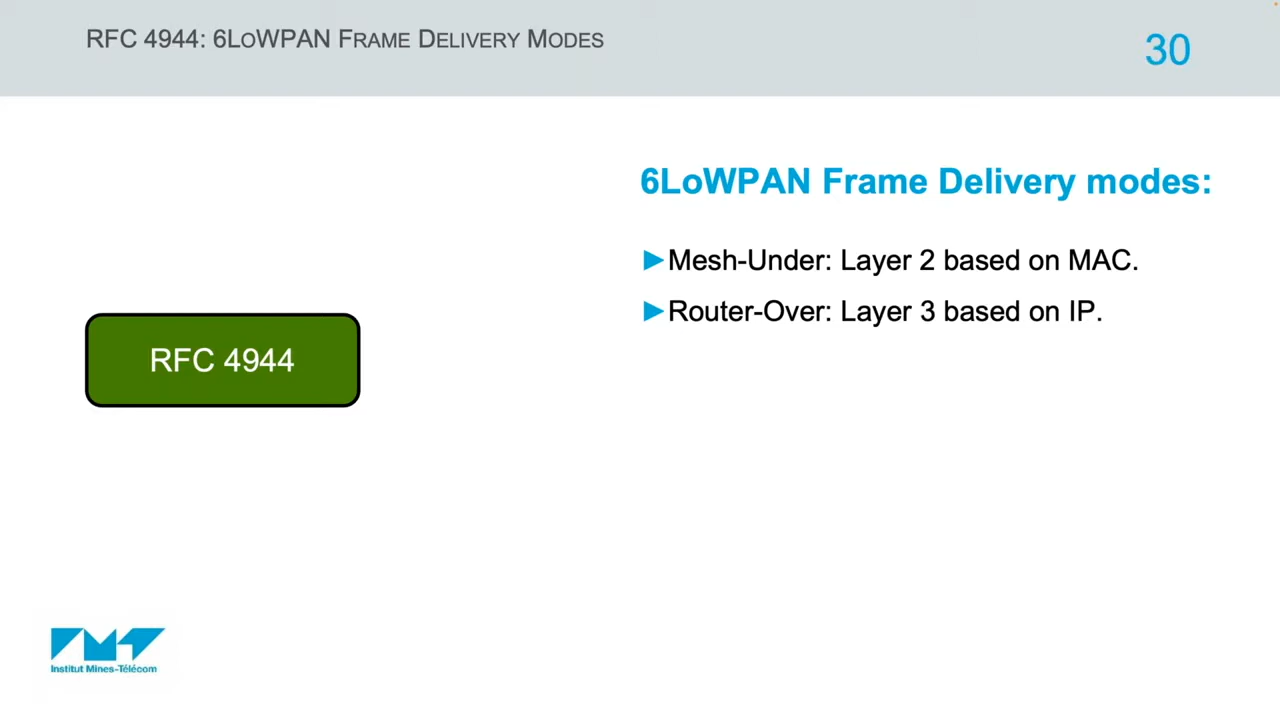 RFC 4944: 6LoWPAN Frame Delivery Modes
30
6LoWPAN Frame Delivery modes:
►Mesh-Under: Layer 2 based on MAC.
►Router-Over: Layer 3 based on IP.
RFC 4944
Institut Mines-Télécom